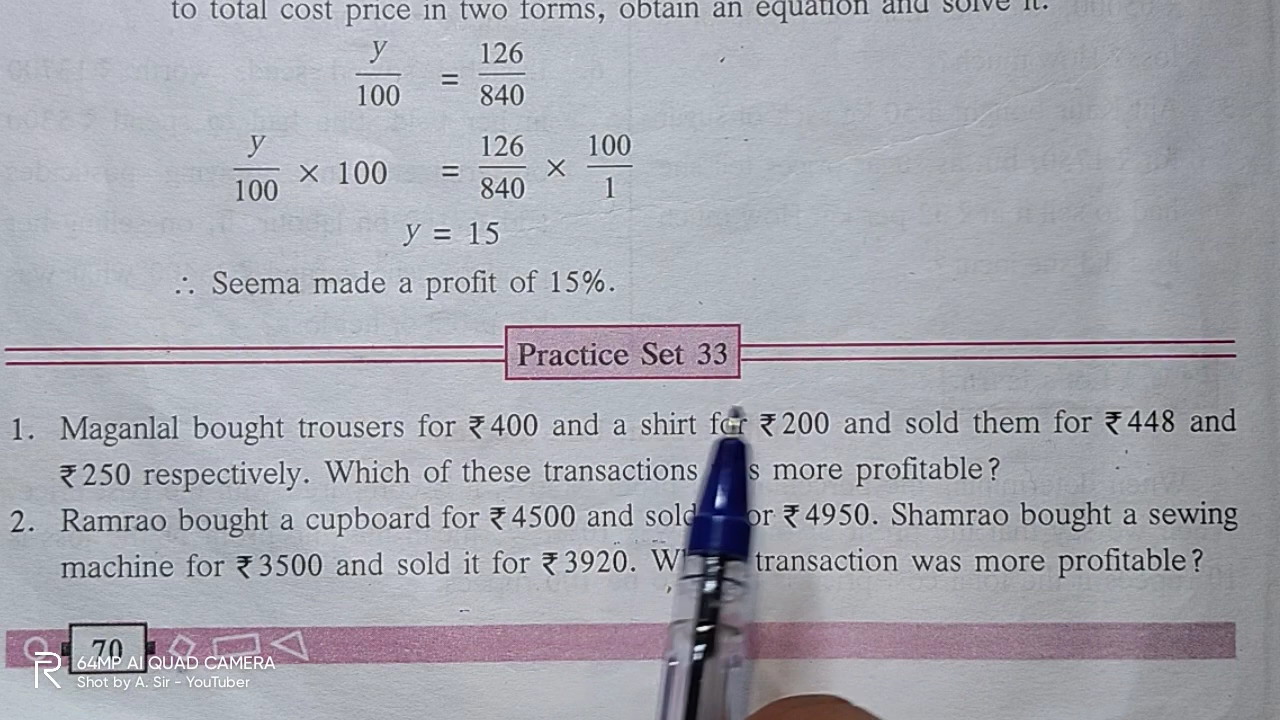 to total cost price in two forms, obtain an equation and solve it.
y/100 = 126/840
y/100 × 100 = 126/840 × 100/1
y = 15
∴ Seema made a profit of 15%.
Practice Set 33
1. Maganlal bought trousers for ₹400 and a shirt for ₹200 and sold them for ₹448 and
₹250 respectively. Which of these transactions more profitable?
2. Ramrao bought a cupboard for ₹4500 and sold ₹4950. Shamrao bought a sewing
machine for ₹3500 and sold it for ₹3920. transaction was more profitable?
70
64MP AI QUAD CAMERA
Shot by A. Sir - YouTuber